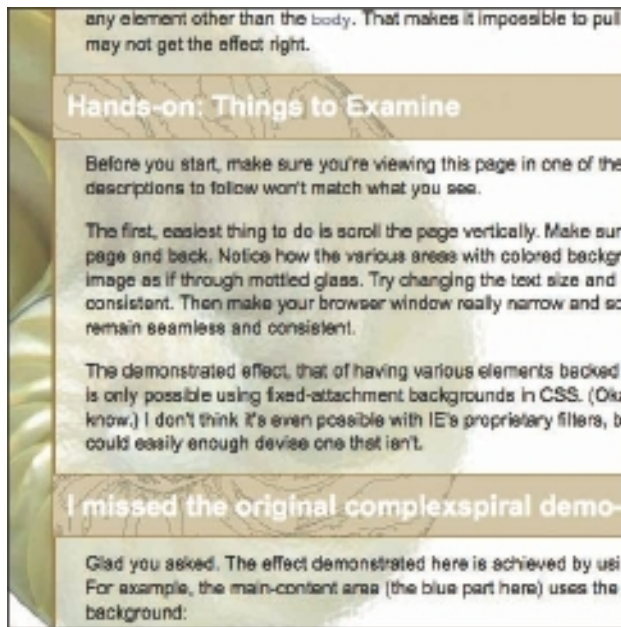 any element other than the body. That makes it impossible to pull
may not get the effect right.
Hands-on: Things to Examine
Before you start, make sure you're viewing this page in one of the
descriptions to follow won't match what you see.
The first, easiest thing to do is scroll the page vertically. Make sur
page and back. Notice how the various areas with colored backgr
image as if through mottled glass. Try changing the text size and
consistent. Then make your browser window really narrow and sc
remain seamless and consistent.
The demonstrated effect, that of having various elements backed
is only possible using fixed-attachment backgrounds in CSS. (Oka
know.) I don't think it's even possible with IE's proprietary filters, b
could easily enough devise one that isn't.
I missed the original complexspiral demo-
Glad you asked. The effect demonstrated here is achieved by usi
For example, the main-content area (the blue part here) uses the
background: